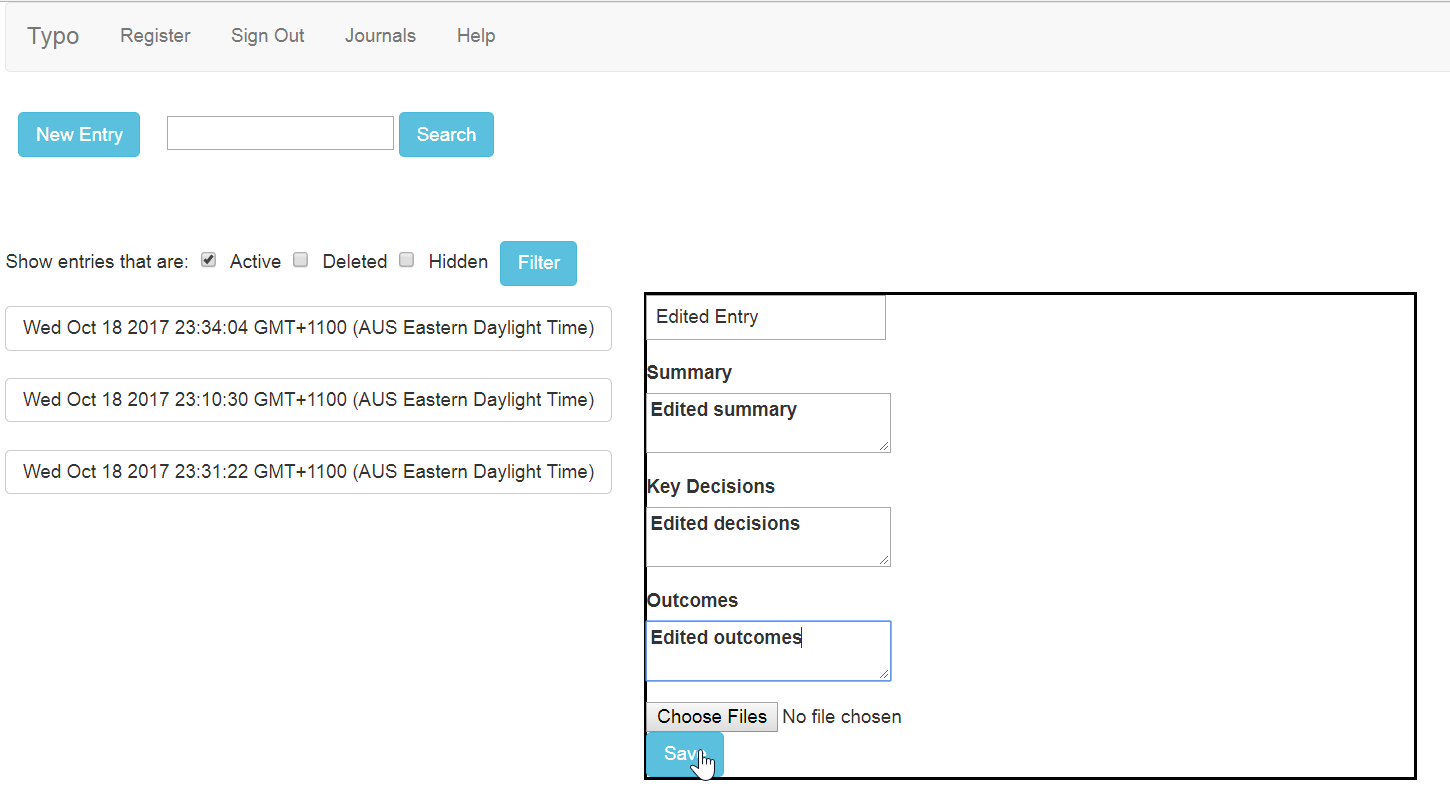 Typo Register Sign Out Journals Help
New Entry Search
Show entries that are: Active Deleted Hidden Filter
Wed Oct 18 2017 23:34:04 GMT+1100 (AUS Eastern Daylight Time)
Wed Oct 18 2017 23:10:30 GMT+1100 (AUS Eastern Daylight Time)
Wed Oct 18 2017 23:31:22 GMT+1100 (AUS Eastern Daylight Time)
Edited Entry
Summary
Edited summary
Key Decisions
Edited decisions
Outcomes
Edited outcomes
Choose Files No file chosen
Save